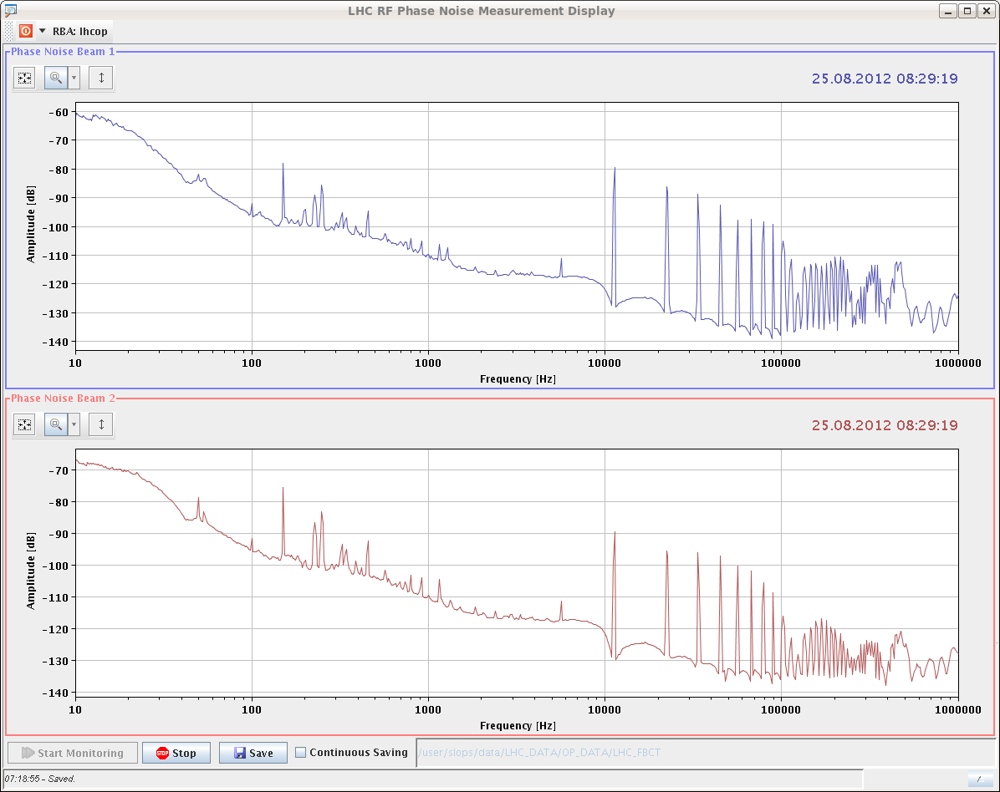 LHC RF Phase Noise Measurement Display
RBA: lhcop
Phase Noise Beam 1
25.08.2012 08:29:19
-60
-70
-80
-90
-100
-110
-120
-130
-140
Amplitude [dB]
10 100 1000 10000 100000 1000000
Frequency [Hz]
Phase Noise Beam 2
25.08.2012 08:29:19
-70
-80
-90
-100
-110
-120
-130
-140
Amplitude [dB]
10 100 1000 10000 100000 1000000
Frequency [Hz]
Start Monitoring STOP Stop Save Continuous Saving /user/slops/data/LHC_DATA/OP_DATA/LHC_FBCT
07:18:55 - Saved.